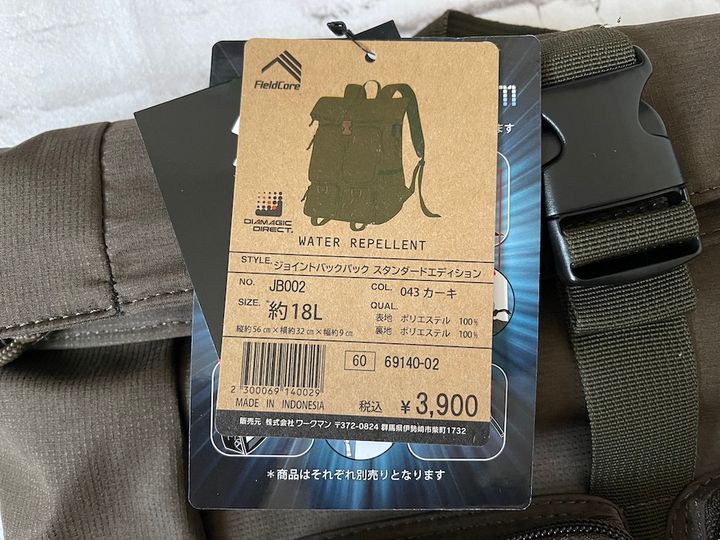 FieldCore
DIAMAGIC
DIRECT.
WATER REPELLENT
STYLE. ジョイントバックパック スタンダードエディション
NO. JB002
COL. 043 カーキ
SIZE. 約18L
QUAL.
表地 ポリエステル 100%
裏地 ポリエステル 100%
縦約56㎝×横約32㎝×幅約9㎝
60 69140-02
2 300069 140029
MADE IN INDONESIA
税込 ¥3,900
販売元 株式会社 ワークマン 〒372-0824 群馬県伊勢崎市柴町1732
m
ます
*商品はそれぞれ別売りとなります